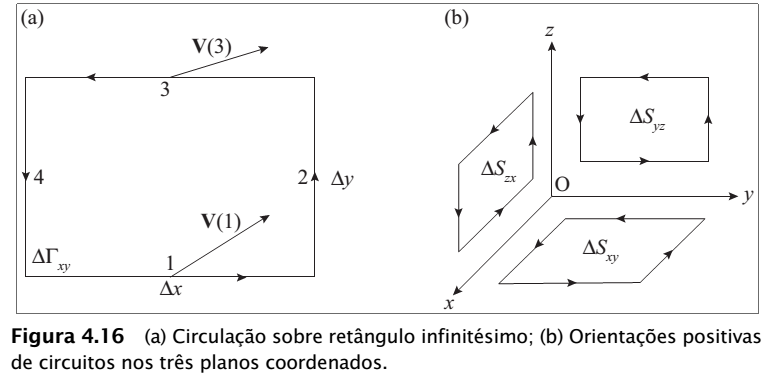 (a)
V(3)
3
4
2
Δy
V(1)
ΔΓxy
1
Δx
(b)
z
ΔSyz
ΔSzx
O
y
ΔSxy
x
Figura 4.16 (a) Circulação sobre retângulo infinitésimo; (b) Orientações positivas
de circuitos nos três planos coordenados.